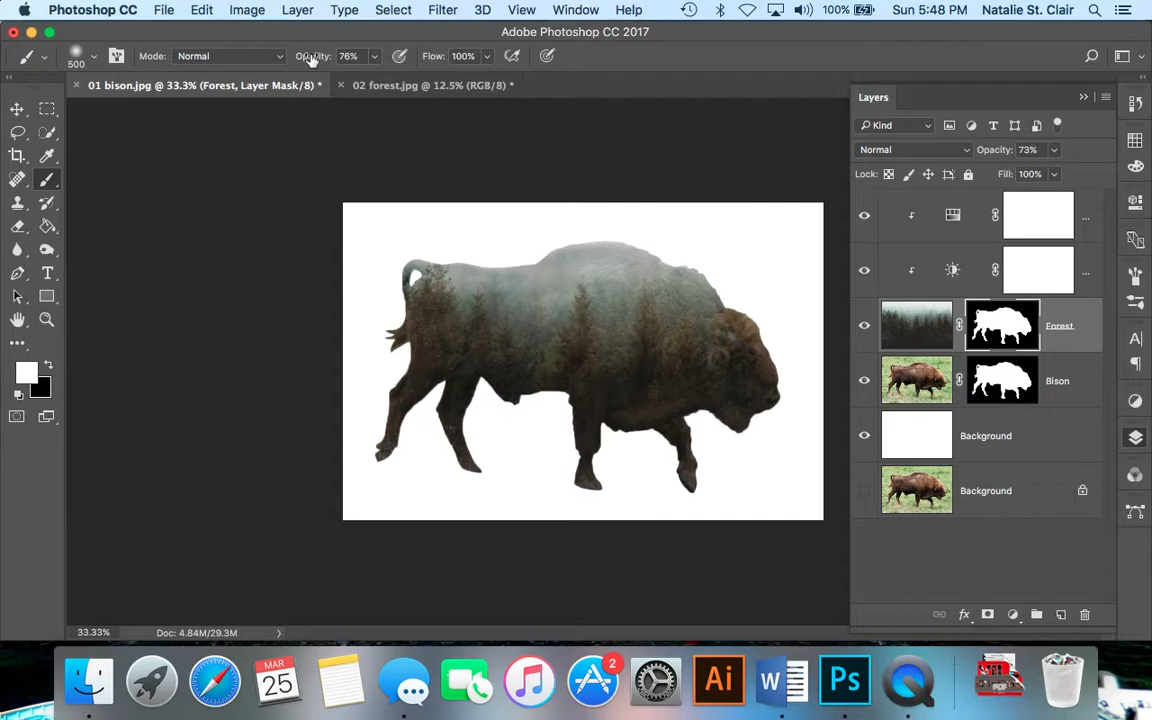 Photoshop CC File Edit Image Layer Type Select Filter 3D View Window Help 100% Sun 5:48 PM Natalie St. Clair
Adobe Photoshop CC 2017
500 Mode: Normal Opacity: 76% Flow: 100%
01 bison.jpg @ 33.3% (Forest, Layer Mask/8) * 02 forest.jpg @ 12.5% (RGB/8) *
Layers
Kind
Normal Opacity: 73%
Lock: Fill: 100%
...
...
Forest
Bison
Background
Background
33.33% Doc: 4.84M/29.3M
MAR
25
2
Ai
W
Ps